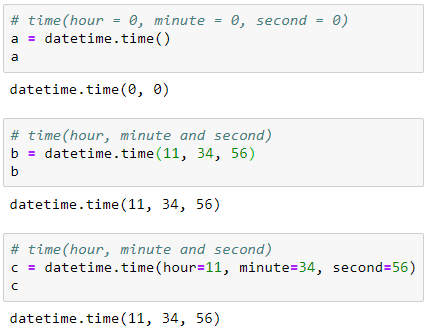 # time(hour = 0, minute = 0, second = 0)
a = datetime.time()
a
datetime.time(0, 0)
# time(hour, minute and second)
b = datetime.time(11, 34, 56)
b
datetime.time(11, 34, 56)
# time(hour, minute and second)
c = datetime.time(hour=11, minute=34, second=56)
c
datetime.time(11, 34, 56)